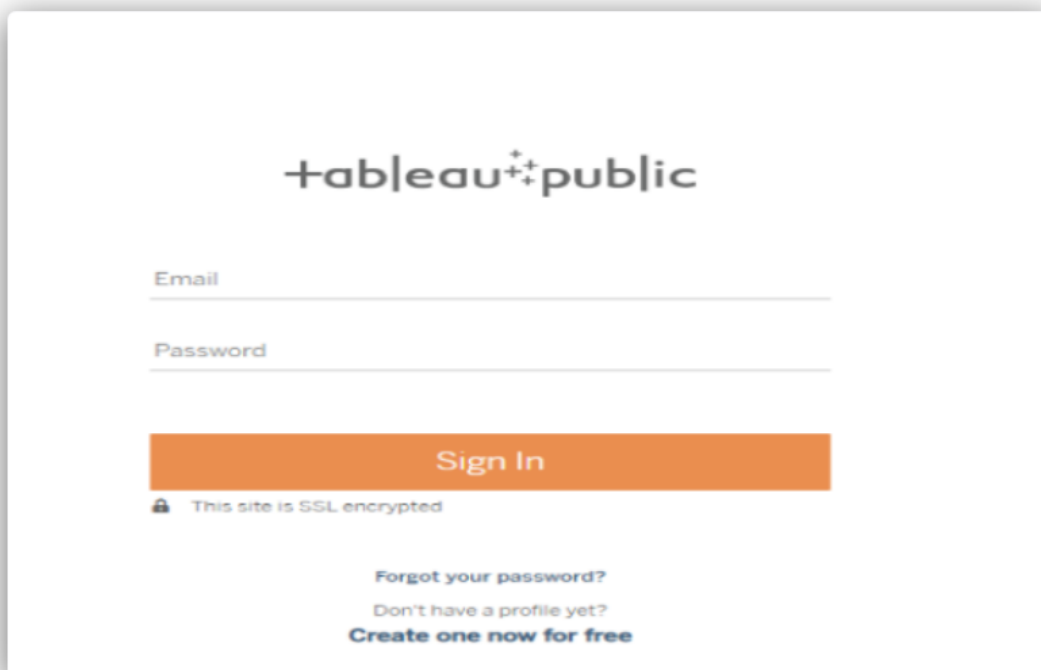 tableau public
Email
Password
Sign In
This site is SSL encrypted
Forgot your password?
Don't have a profile yet?
Create one now for free